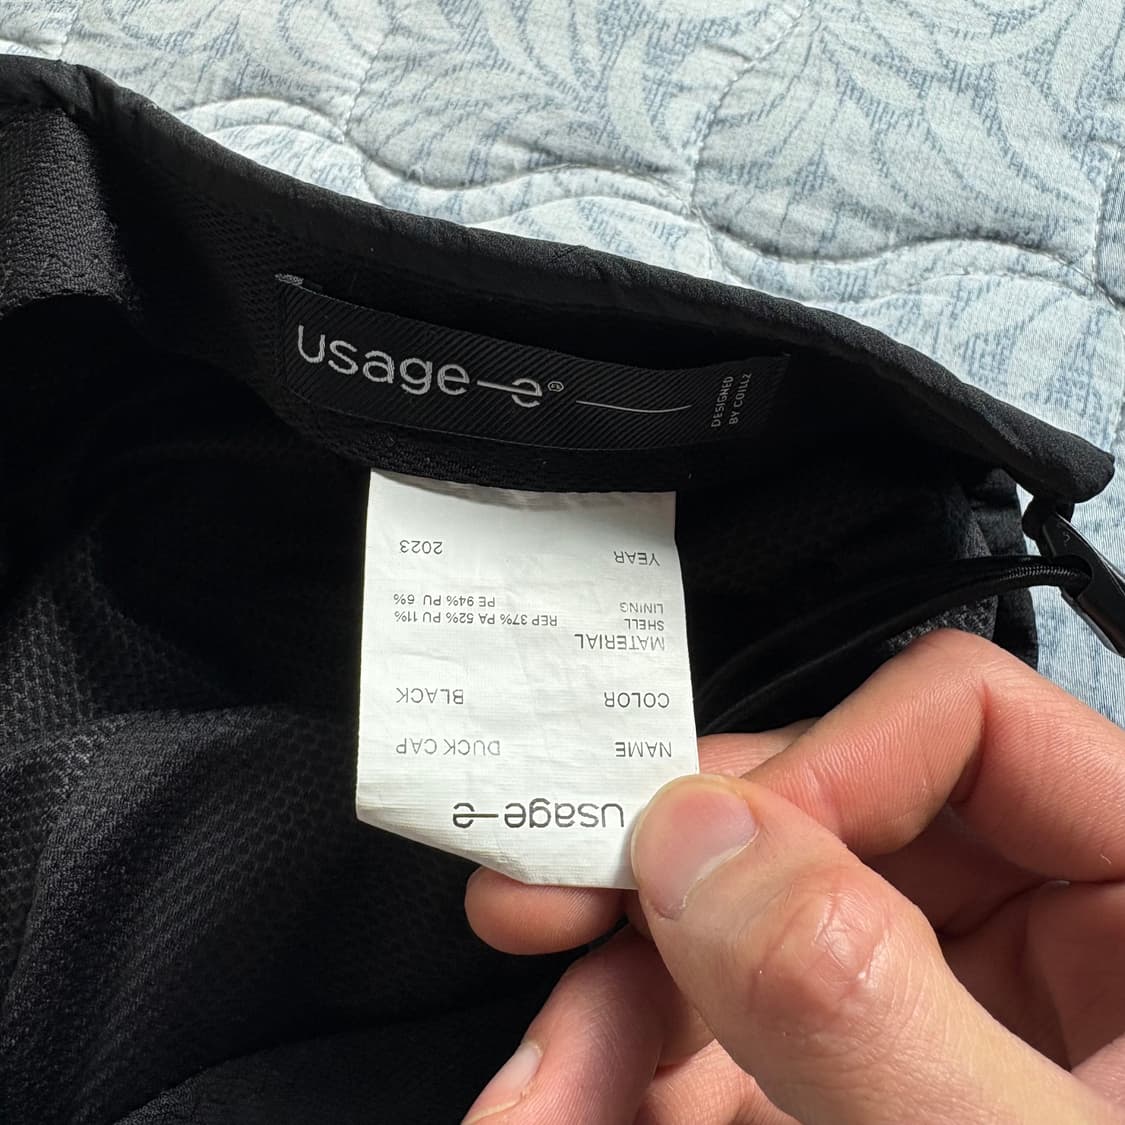 usage-e®
DESIGNED
BY COIIZ
usage-e
NAME DUCK CAP
COLOR BLACK
MATERIAL
SHELL REP 37% PA 52% PU 11%
LINING PE 94% PU 6%
YEAR 2023